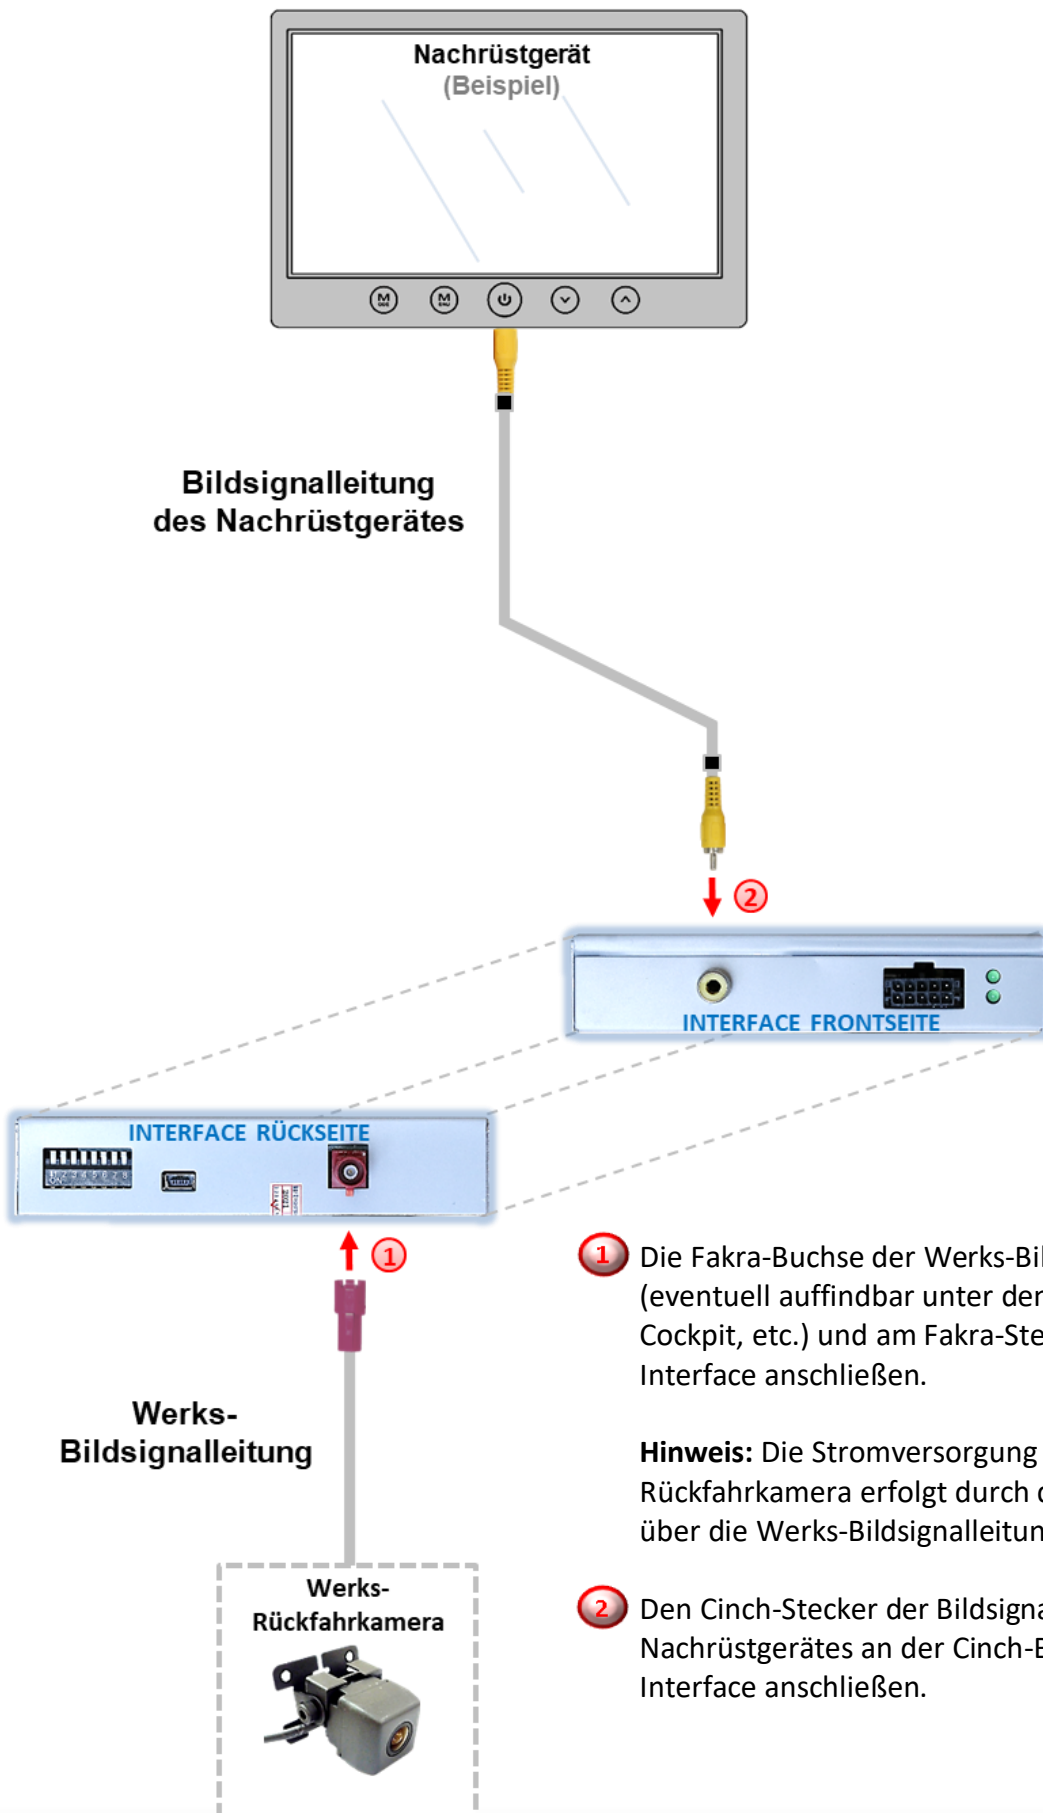 Nachrüstgerät
(Beispiel)
Bildsignalleitung
des Nachrüstgerätes
2
INTERFACE FRONTSEITE
INTERFACE RÜCKSEITE
1
Werks-
Bildsignalleitung
Werks-
Rückfahrkamera
1 Die Fakra-Buchse der Werks-Bil
(eventuell auffindbar unter der
Cockpit, etc.) und am Fakra-Ste
Interface anschließen.
Hinweis: Die Stromversorgung
Rückfahrkamera erfolgt durch
über die Werks-Bildsignalleitun
2 Den Cinch-Stecker der Bildsigna
Nachrüstgerätes an der Cinch-B
Interface anschließen.